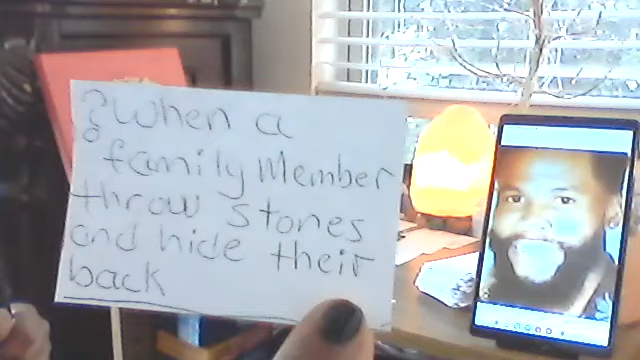 ?When a
family Member
throw stones
and hide their
back